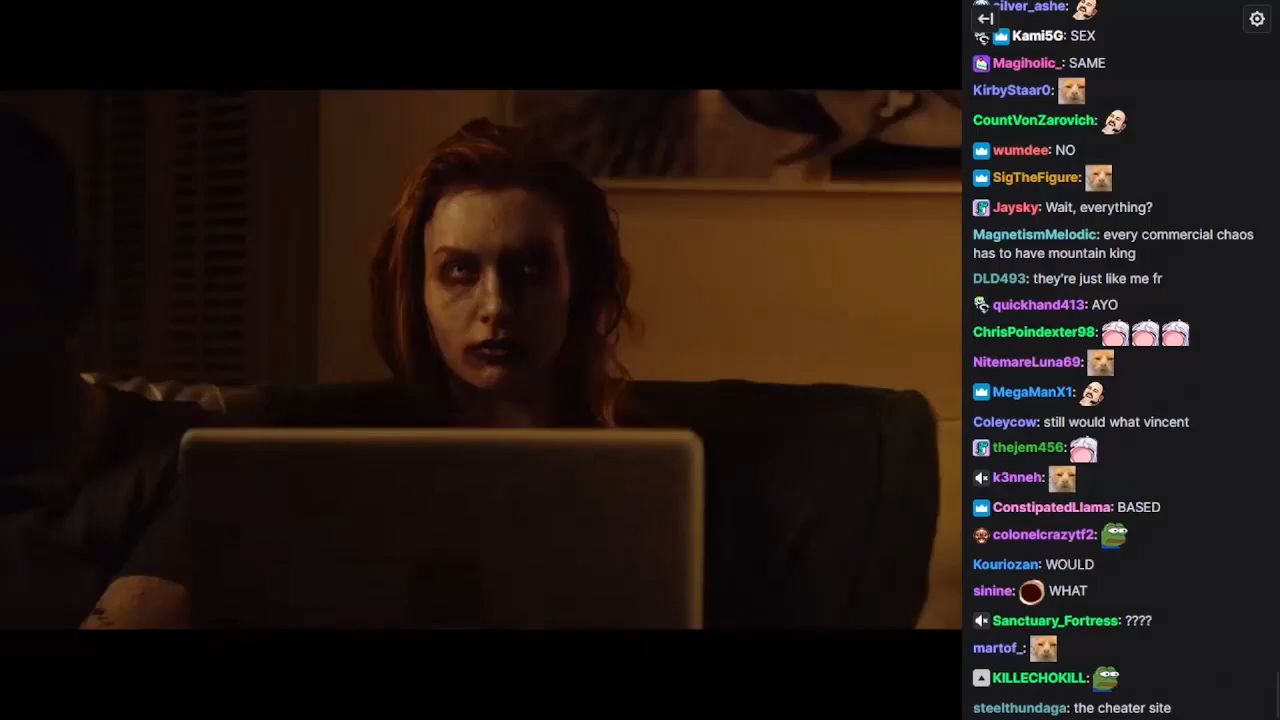 silver_ashe:
Kami5G: SEX
Magiholic_: SAME
KirbyStaar0:
CountVonZarovich:
wumdee: NO
SigTheFigure:
Jaysky: Wait, everything?
MagnetismMelodic: every commercial chaos
has to have mountain king
DLD493: they're just like me fr
quickhand413: AYO
ChrisPoindexter98:
NitemareLuna69:
MegaManX1:
Coleycow: still would what vincent
thejem456:
k3nneh:
ConstipatedLlama: BASED
colonelcrazytf2:
Kouriozan: WOULD
sinine: WHAT
Sanctuary_Fortress: ????
martof_:
KILLECHOKILL:
steelthundaga: the cheater site